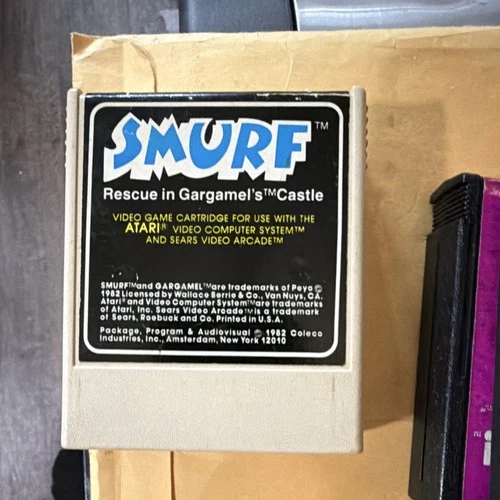 SMURF™
Rescue in Gargamel's™Castle
VIDEO GAME CARTRIDGE FOR USE WITH THE
ATARI® VIDEO COMPUTER SYSTEM™
AND SEARS VIDEO ARCADE™
SMURF™and GARGAMEL™are trademarks of Peyo ©
1982 Licensed by Wallace Berrie & Co., Van Nuys, CA.
Atari® and Video Computer System™are trademarks
of Atari, Inc. Sears Video Arcade™is a trademark
of Sears, Roebuck and Co. Printed in U.S.A.
Package, Program & Audiovisual © 1982 Coleco
Industries, Inc., Amsterdam, New York 12010